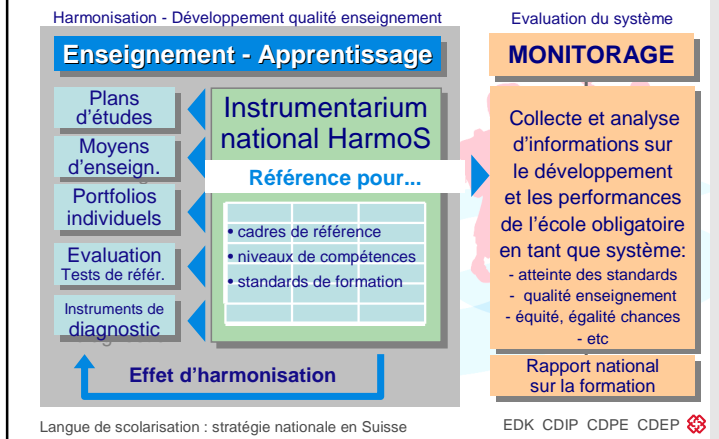 Harmonisation - Développement qualité enseignement
Enseignement - Apprentissage
Plans
d'études
Moyens
d'enseign.
Portfolios
individuels
Evaluation
Tests de référ.
Instruments de
diagnostic
Instrumentarium
national HarmoS
Référence pour...
• cadres de référence
• niveaux de compétences
• standards de formation
Effet d'harmonisation
Evaluation du système
MONITORAGE
Collecte et analyse
d'informations sur
le développement
et les performances
de l'école obligatoire
en tant que système:
- atteinte des standards
- qualité enseignement
- équité, égalité chances
- etc
Rapport national
sur la formation
Langue de scolarisation : stratégie nationale en Suisse
EDK CDIP CDPE CDEP